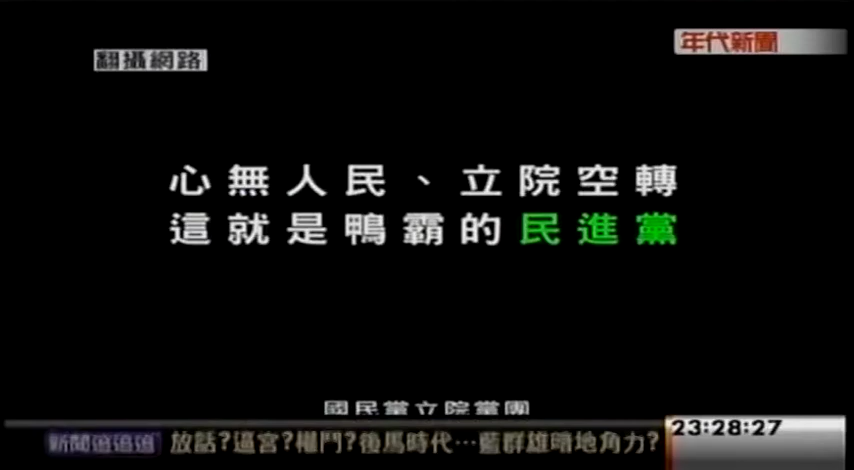 年代新聞
翻攝網路
心無人民、立院空轉
這就是鴨霸的民進黨
國民黨立院黨團
新聞追追追 放話?逼宮?權鬥?後馬時代…藍群雄暗地角力? 23:28:27